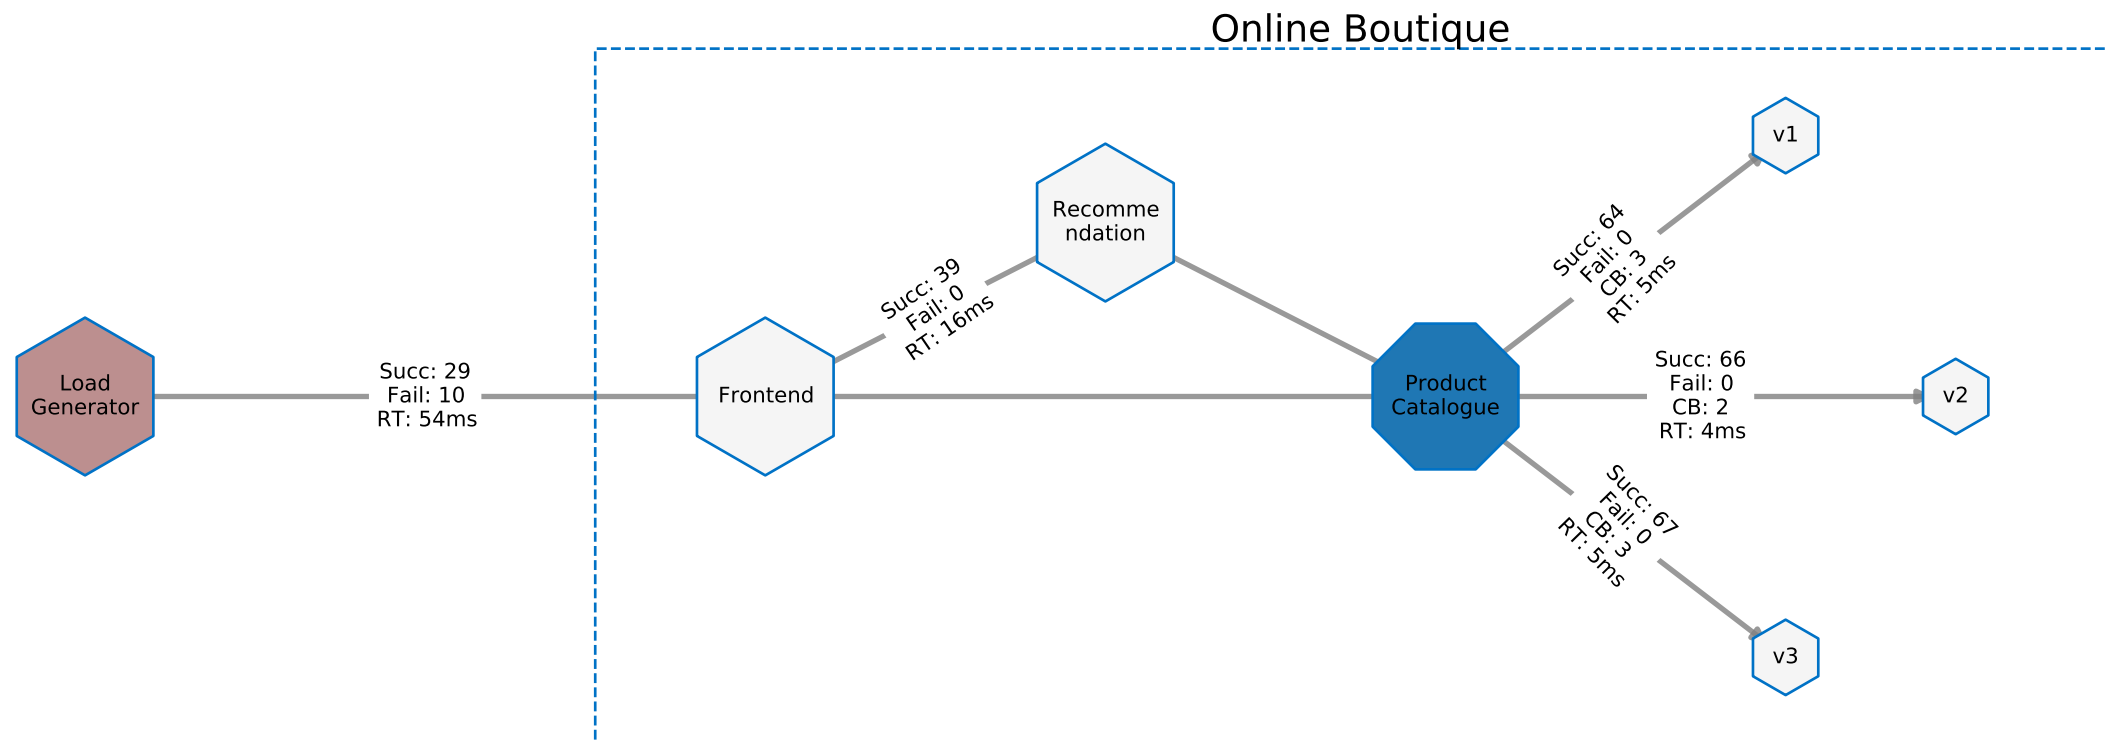 Online Boutique
Load
Generator
Succ: 29
Fail: 10
RT: 54ms
Frontend
Succ: 39
Fail: 0
RT: 16ms
Recomme
ndation
Product
Catalogue
Succ: 64
Fail: 0
CB: 3
RT: 5ms
v1
Succ: 66
Fail: 0
CB: 2
RT: 4ms
v2
Succ: 67
Fail: 0
CB: 3
RT: 5ms
v3